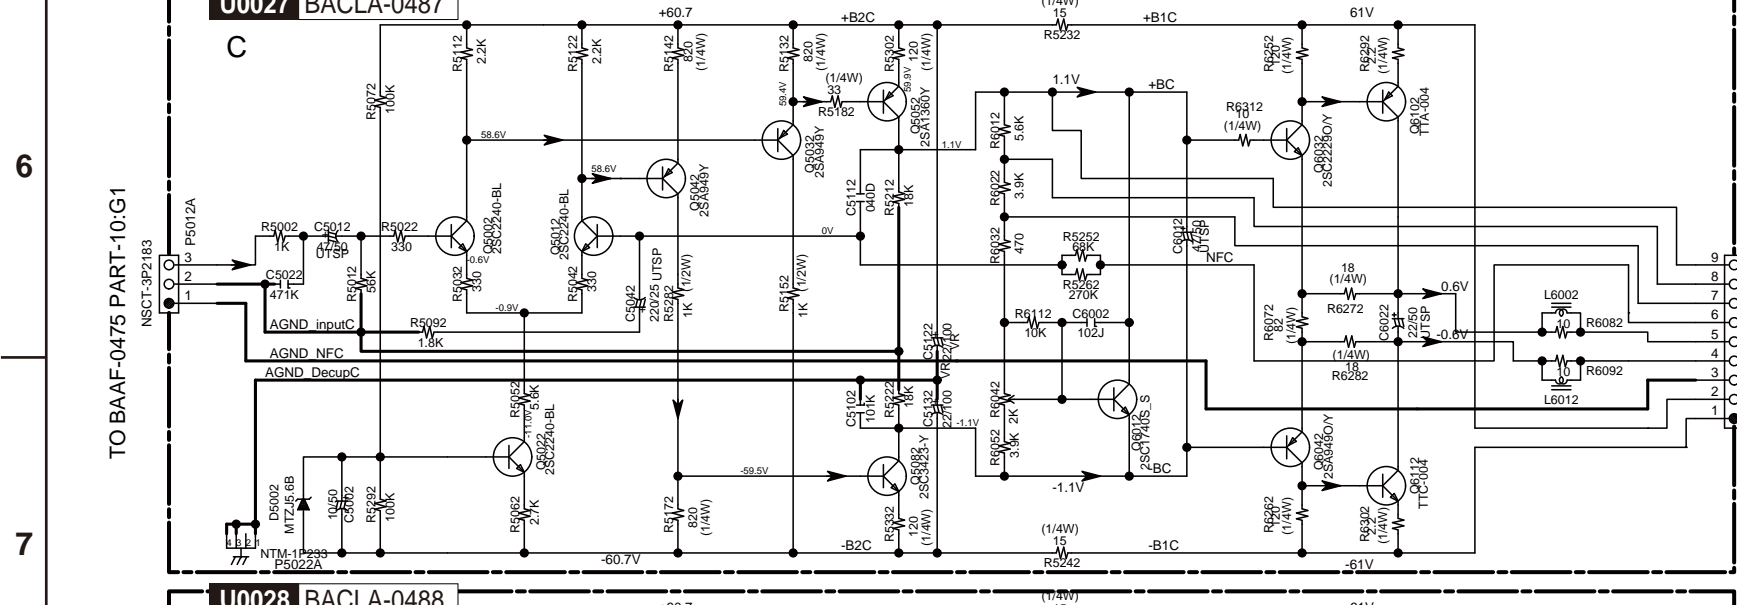 U0027 BACLA-0487
C
6
7
TO BAAF-0475 PART-10:G1
NSCT-3P2183
P5012A
3
2
1
R5002
1K
C5012
47/50
UTSP
R5022
330
C5022
471K
R5012
56K
R5072
100K
AGND_inputC
AGND_NFC
AGND_DecupC
R5092
1.8K
R5112
2.2K
58.6V
Q5002
2SC2240-BL
-0.6V
R5032
330
-0.9V
R5122
2.2K
58.6V
Q5012
2SC2240-BL
R5042
330
+60.7
R5142
820
(1/4W)
Q5042
2SA949Y
C5042
220/25 UTSP
R5282
1K
(1/2W)
R5132
820
(1/4W)
59.4V
Q5032
2SA949Y
R5152
1K
(1/2W)
(1/4W)
33
R5182
+B2C
R5302
120
(1/4W)
59.9V
Q5052
2SA1360Y
1.1V
C5112
040D
R5212
18K
0V
C5122
VR22/100
VR
C5102
101K
R5222
18K
C5132
22/100
-1.1V
Q5082
2SC3423-Y
R5332
120
(1/4W)
-B2C
R5052
5.6K
-11.0V
Q5022
2SC2240-BL
R5062
2.7K
-59.5V
R5172
820
(1/4W)
-60.7V
D5002
MTZJ5.6B
10/50
C5002
R5292
100K
4 3 2 1
NTM-1P233
P5022A
(1/4W)
15
R5232
+B1C
61V
1.1V
+BC
R6012
5.6K
R6022
3.9K
R6032
470
R5252
68K
R5262
270K
NFC
R6112
10K
C6002
102J
R6042
2K
R6052
3.9K
Q6012
2SC1740S_S
-BC
-1.1V
(1/4W)
15
R5242
-B1C
-61V
C6012
47/50
UTSP
R6312
10
(1/4W)
R6252
120
(1/4W)
R6292
2.2
(1/4W)
Q6032
2SC2229O/Y
Q6102
TTA-004
18
(1/4W)
R6272
0.6V
R6072
82
(1/4W)
C6022
22/50
UTSP
-0.6V
(1/4W)
18
R6282
Q6042
2SA949O/Y
Q6112
TTC-004
R6262
120
(1/4W)
R6302
2.2
(1/4W)
L6002
10
R6082
10
R6092
L6012
9
8
7
6
5
4
3
2
1
U0028 BACLA-0488
+60.7
(1/4W)
61V